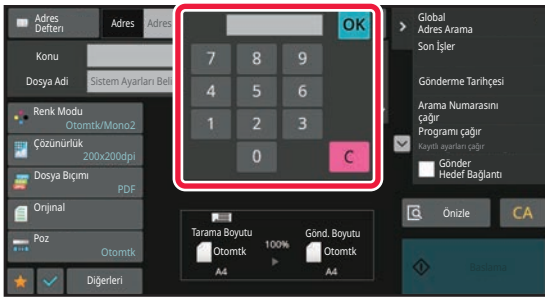 Adres
Defteri
Adres
Adres
OK
Global
Adres Arama
Son İşler
Konu
7 8 9
Dosya Adi
Sistem Ayarları Beli
4 5 6
Gönderme Tarihçesi
Renk Modu
Otomtk/Mono2
1 2 3
Arama Numarasını
çağır
Programı çağır
Kayıtlı ayarları çağır
Çözünürlük
200x200dpi
0 C
Gönder
Hedef Bağlantı
Dosya Bıçımı
PDF
Orıjınal
Önizle
CA
Tarama Boyutu
Otomtk
A4
100%
Gönd. Boyutu
Otomtk
A4
Poz
Otomtk
Diğerleri